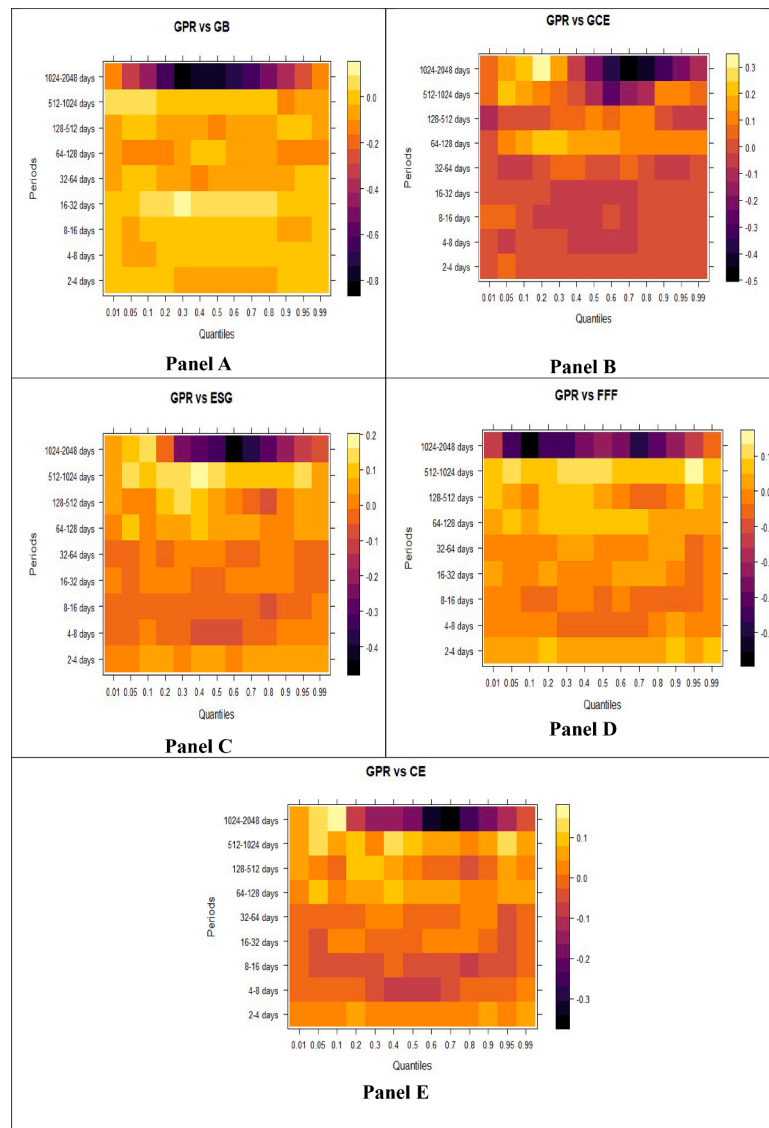 GPR vs GB
Periods
1024-2048 days
512-1024 days
128-512 days
64-128 days
32-64 days
16-32 days
8-16 days
4-8 days
2-4 days
0.01 0.05 0.1 0.2 0.3 0.4 0.5 0.6 0.7 0.8 0.9 0.95 0.99
Quantiles
0.0
-0.2
-0.4
-0.6
-0.8
Panel A
GPR vs GCE
Periods
1024-2048 days
512-1024 days
128-512 days
64-128 days
32-64 days
16-32 days
8-16 days
4-8 days
2-4 days
0.01 0.05 0.1 0.2 0.3 0.4 0.5 0.6 0.7 0.8 0.9 0.95 0.99
Quantiles
0.3
0.2
0.1
0.0
-0.1
-0.2
-0.3
-0.4
-0.5
Panel B
GPR vs ESG
Periods
1024-2048 days
512-1024 days
128-512 days
64-128 days
32-64 days
16-32 days
8-16 days
4-8 days
2-4 days
0.01 0.05 0.1 0.2 0.3 0.4 0.5 0.6 0.7 0.8 0.9 0.95 0.99
Quantiles
0.2
0.1
0.0
-0.1
-0.2
-0.3
-0.4
Panel C
GPR vs FFF
Periods
1024-2048 days
512-1024 days
128-512 days
64-128 days
32-64 days
16-32 days
8-16 days
4-8 days
2-4 days
0.01 0.05 0.1 0.2 0.3 0.4 0.5 0.6 0.7 0.8 0.9 0.95 0.99
Quantiles
Panel D
GPR vs CE
Periods
1024-2048 days
512-1024 days
128-512 days
64-128 days
32-64 days
16-32 days
8-16 days
4-8 days
2-4 days
0.01 0.05 0.1 0.2 0.3 0.4 0.5 0.6 0.7 0.8 0.9 0.95 0.99
Quantiles
0.1
0.0
-0.1
-0.2
-0.3
Panel E